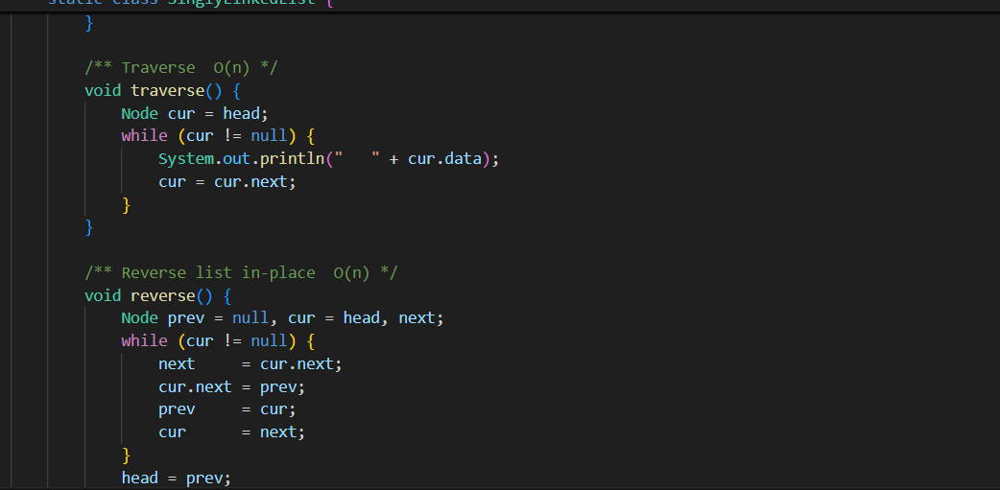 static class SinglyLinkedList {
}
/** Traverse  O(n) */
void traverse() {
Node cur = head;
while (cur != null) {
System.out.println("   " + cur.data);
cur = cur.next;
}
}
/** Reverse list in-place  O(n) */
void reverse() {
Node prev = null, cur = head, next;
while (cur != null) {
next     = cur.next;
cur.next = prev;
prev     = cur;
cur      = next;
}
head = prev;